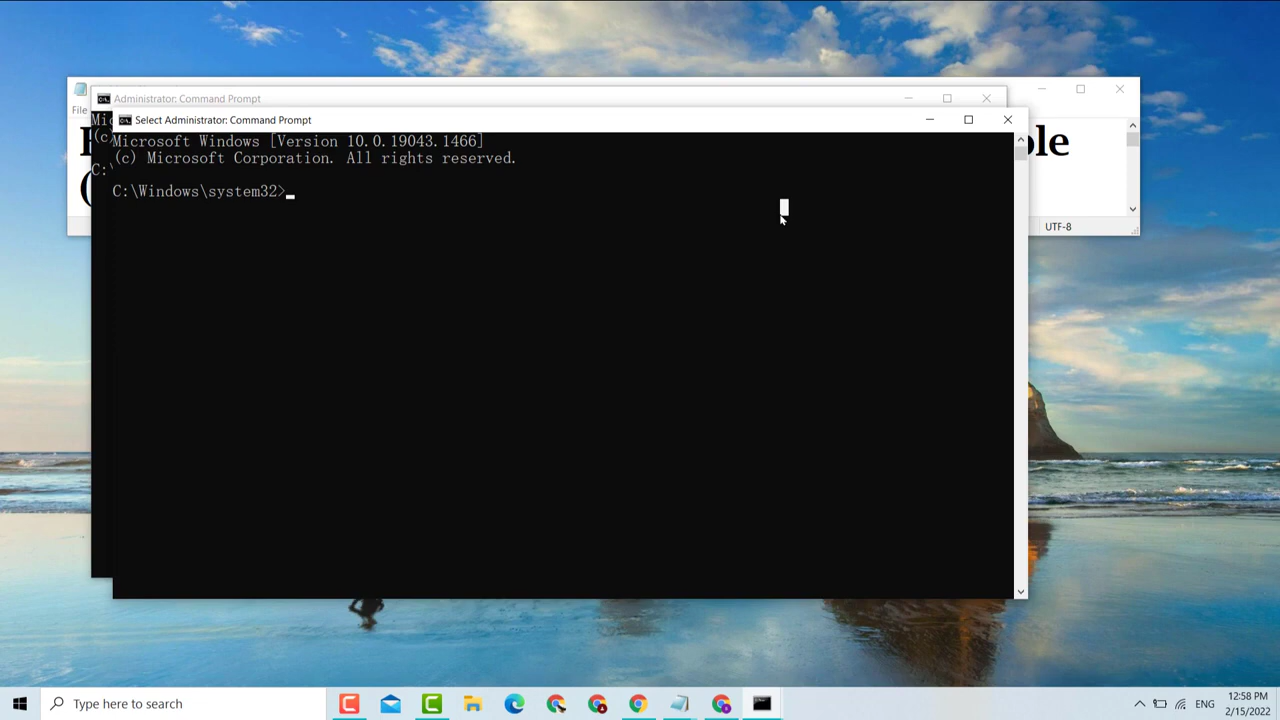 File
Administrator: Command Prompt
Select Administrator: Command Prompt
Microsoft Windows [Version 10.0.19043.1466]
(c) Microsoft Corporation. All rights reserved.
C:\Windows\system32>
Mi
(c)
C:\
UTF-8
Type here to search
ENG
12:58 PM
2/15/2022